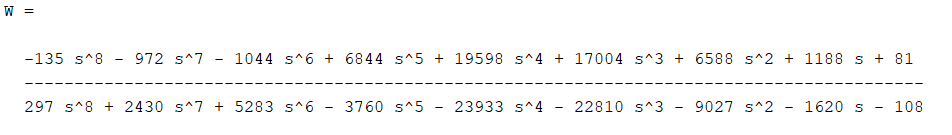 W =
-135 s^8 - 972 s^7 - 1044 s^6 + 6844 s^5 + 19598 s^4 + 17004 s^3 + 6588 s^2 + 1188 s + 81
---------------------------------------------------------------------------------------------
297 s^8 + 2430 s^7 + 5283 s^6 - 3760 s^5 - 23933 s^4 - 22810 s^3 - 9027 s^2 - 1620 s - 108